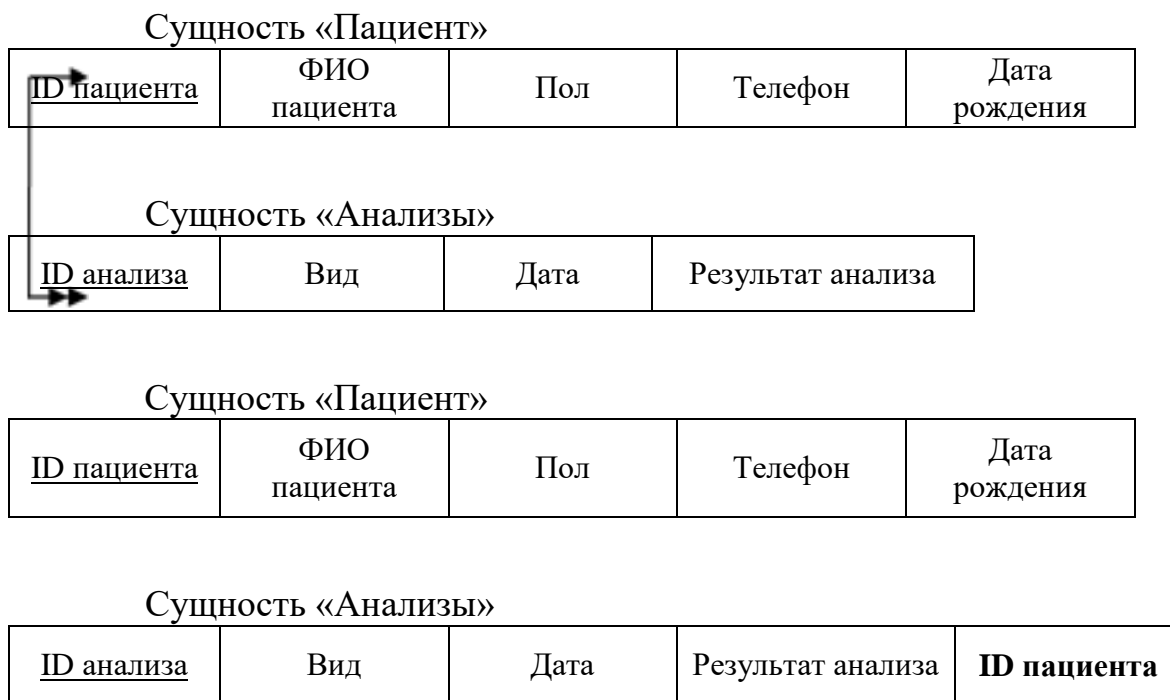 Сущность «Пациент»
ID пациента ФИО пациента Пол Телефон Дата рождения
Сущность «Анализы»
ID анализа Вид Дата Результат анализа
Сущность «Пациент»
ID пациента ФИО пациента Пол Телефон Дата рождения
Сущность «Анализы»
ID анализа Вид Дата Результат анализа ID пациента